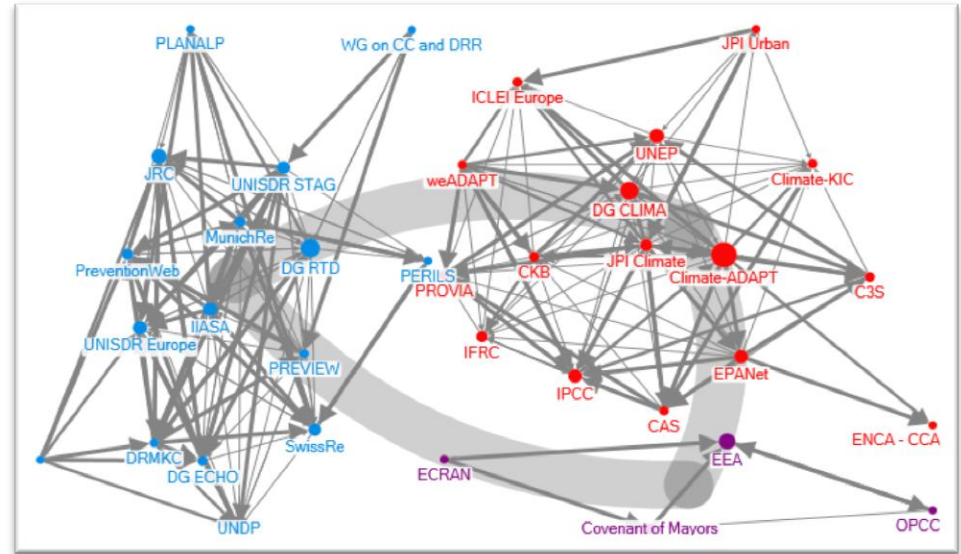 PLANALP
WG on CC and DRR
JPI Urban
ICLEI Europe
JRC
UNISDR STAG
UNEP
weADAPT
Climate-KIC
DG CLIMA
MunichRe
PreventionWeb
DG RTD
PERILS
PROVIA
CKB
JPI Climate
Climate-ADAPT
C3S
IIASA
UNISDR Europe
IFRC
PREVIEW
IPCC
EPANet
CAS
ENCA - CCA
SwissRe
DRMKC
DG ECHO
ECRAN
EEA
UNDP
Covenant of Mayors
OPCC